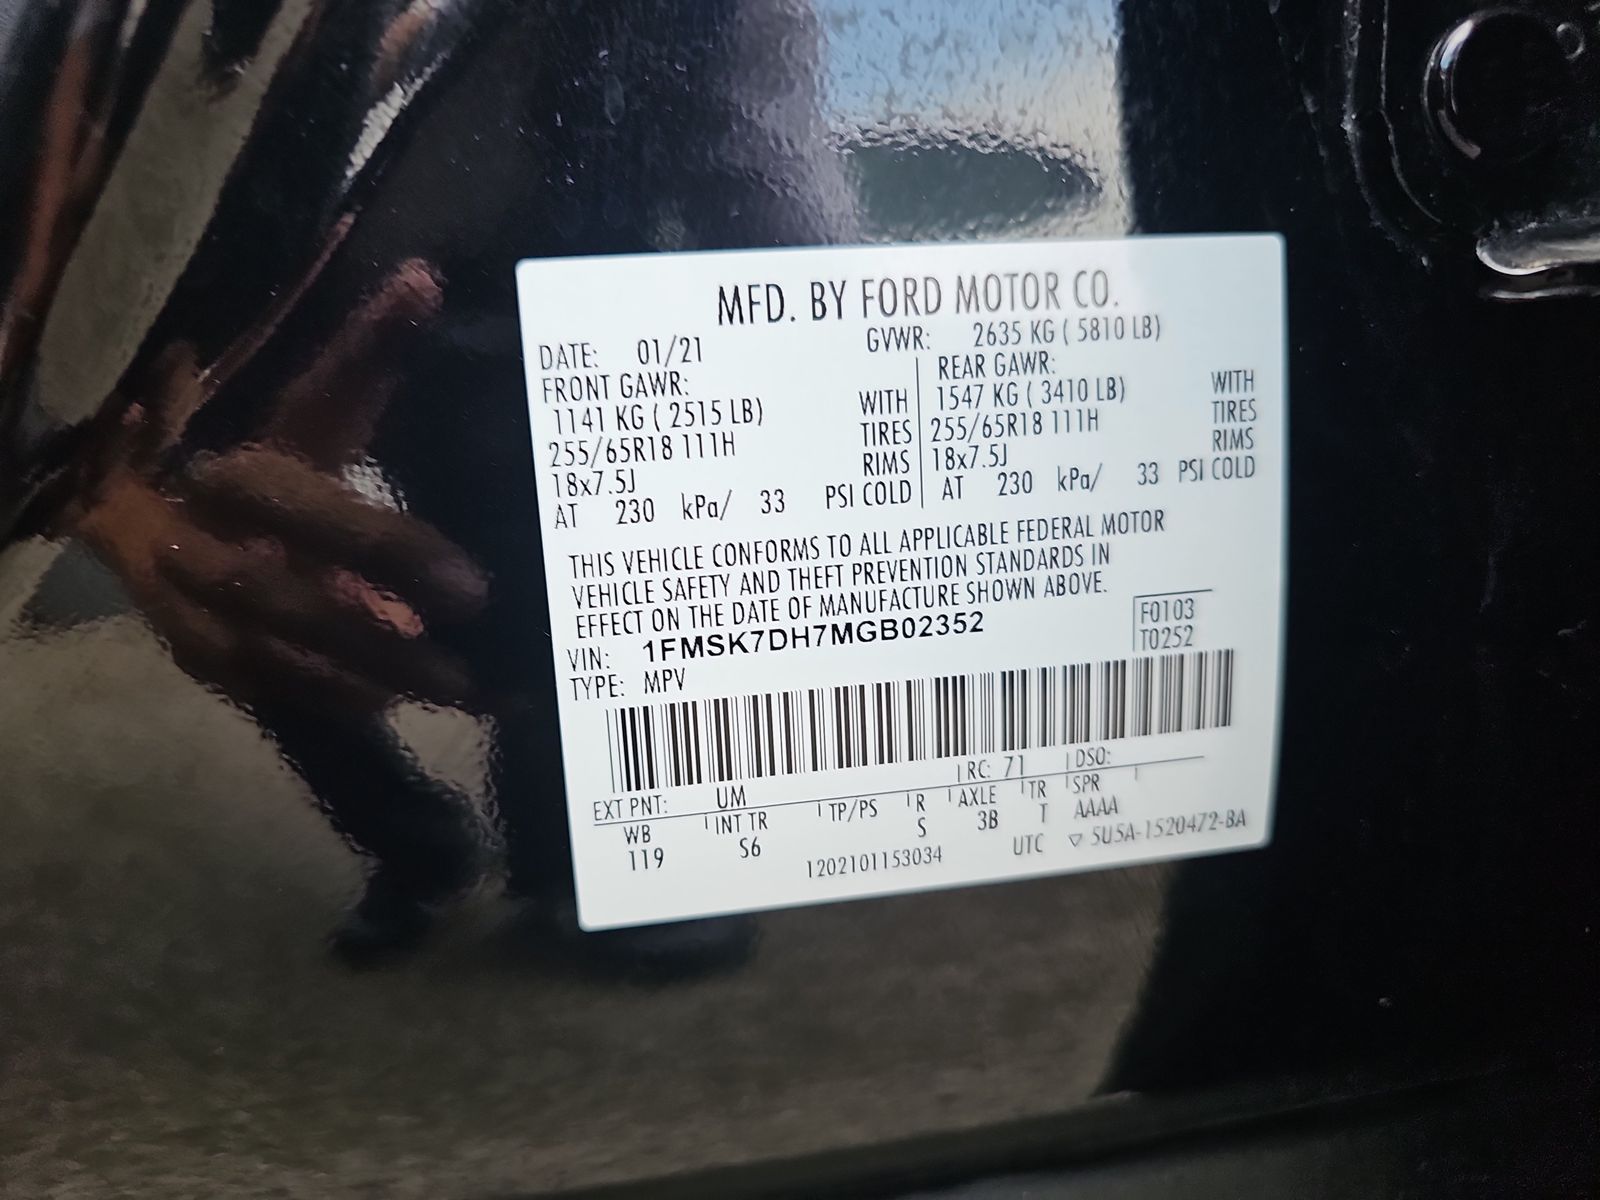 MFD. BY FORD MOTOR CO.
DATE: 01/21 GVWR: 2635 KG ( 5810 LB)
FRONT GAWR: REAR GAWR:
1141 KG ( 2515 LB) WITH 1547 KG ( 3410 LB) WITH
255/65R18 111H TIRES 255/65R18 111H TIRES
18x7.5J RIMS 18x7.5J RIMS
AT 230 kPa/ 33 PSI COLD AT 230 kPa/ 33 PSI COLD
THIS VEHICLE CONFORMS TO ALL APPLICABLE FEDERAL MOTOR
VEHICLE SAFETY AND THEFT PREVENTION STANDARDS IN
EFFECT ON THE DATE OF MANUFACTURE SHOWN ABOVE.
VIN: 1FMSK7DH7MGB02352 F0103
TYPE: MPV T0252
EXT PNT: UM RC: 71 DSO:
WB INT TR TP/PS R AXLE TR SPR
119 S6 S 3B T AAAA
1202101153034 UTC ▽ 5U5A-1520472-BA